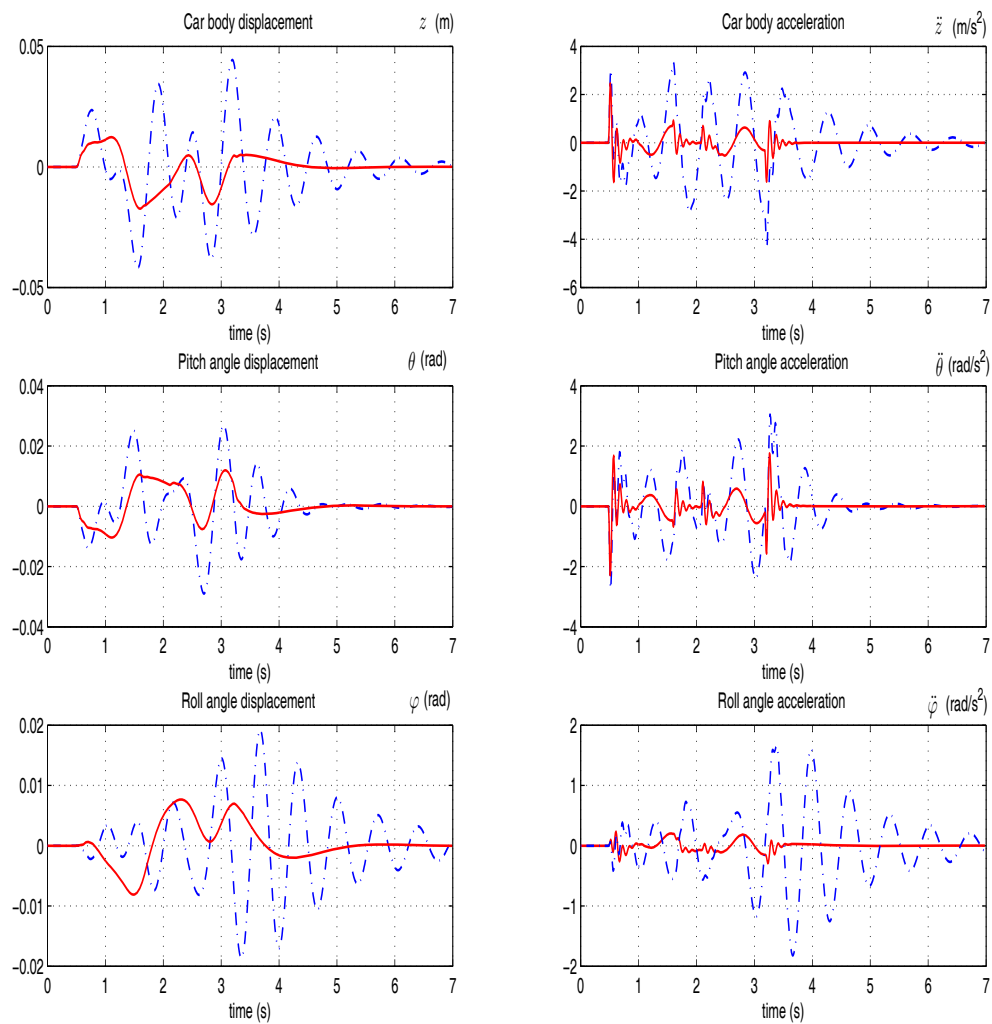 Car body displacement z (m)
0.05
0
−0.05
0 1 2 3 4 5 6 7
time (s)
Car body acceleration z̈ (m/s²)
4
2
0
−2
−4
−6
0 1 2 3 4 5 6 7
time (s)
Pitch angle displacement θ (rad)
0.04
0.02
0
−0.02
−0.04
0 1 2 3 4 5 6 7
time (s)
Pitch angle acceleration θ̈ (rad/s²)
4
2
0
−2
−4
0 1 2 3 4 5 6 7
time (s)
Roll angle displacement φ (rad)
0.02
0.01
0
−0.01
−0.02
0 1 2 3 4 5 6 7
time (s)
Roll angle acceleration φ̈ (rad/s²)
2
1
0
−1
−2
0 1 2 3 4 5 6 7
time (s)